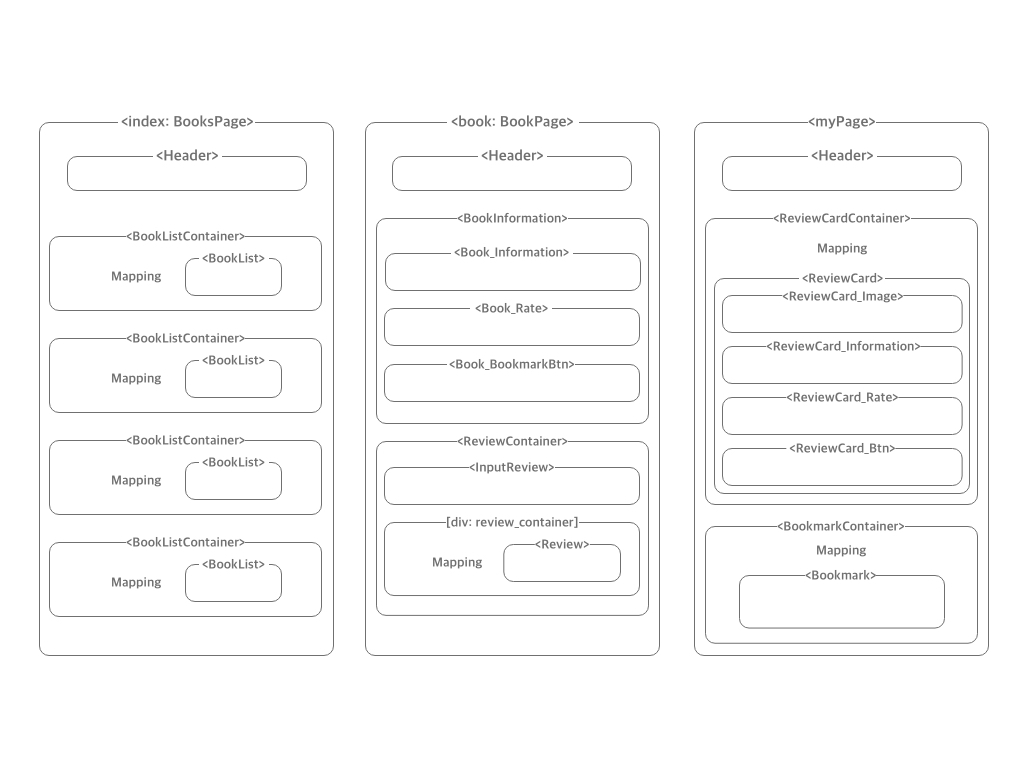 <index: BooksPage>
<Header>
<BookListContainer>
<BookList>
Mapping
<BookListContainer>
<BookList>
Mapping
<BookListContainer>
<BookList>
Mapping
<BookListContainer>
<BookList>
Mapping
<book: BookPage>
<Header>
<BookInformation>
<Book_Information>
<Book_Rate>
<Book_BookmarkBtn>
<ReviewContainer>
<InputReview>
[div: review_container]
<Review>
Mapping
<myPage>
<Header>
<ReviewCardContainer>
Mapping
<ReviewCard>
<ReviewCard_Image>
<ReviewCard_Information>
<ReviewCard_Rate>
<ReviewCard_Btn>
<BookmarkContainer>
Mapping
<Bookmark>